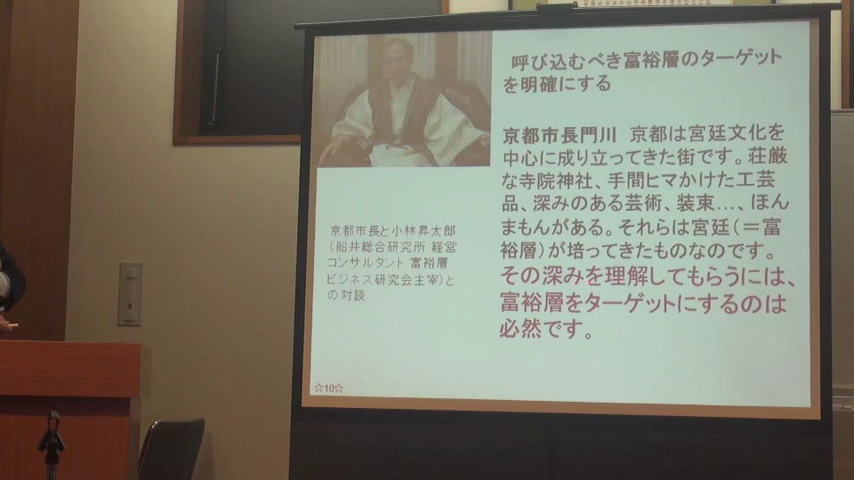 呼び込むべき富裕層のターゲット
を明確にする
京都市長門川 京都は宮廷文化を
中心に成り立ってきた街です。荘厳
な寺院神社、手間ヒマかけた工芸
品、深みのある芸術、装束…、ほん
まもんがある。それらは宮廷(=富
裕層)が培ってきたものなのです。
その深みを理解してもらうには、
富裕層をターゲットにするのは
必然です。
京都市長と小林昇太郎
(船井総合研究所 経営
コンサルタント 富裕層
ビジネス研究会主宰)と
の対談
☆10☆